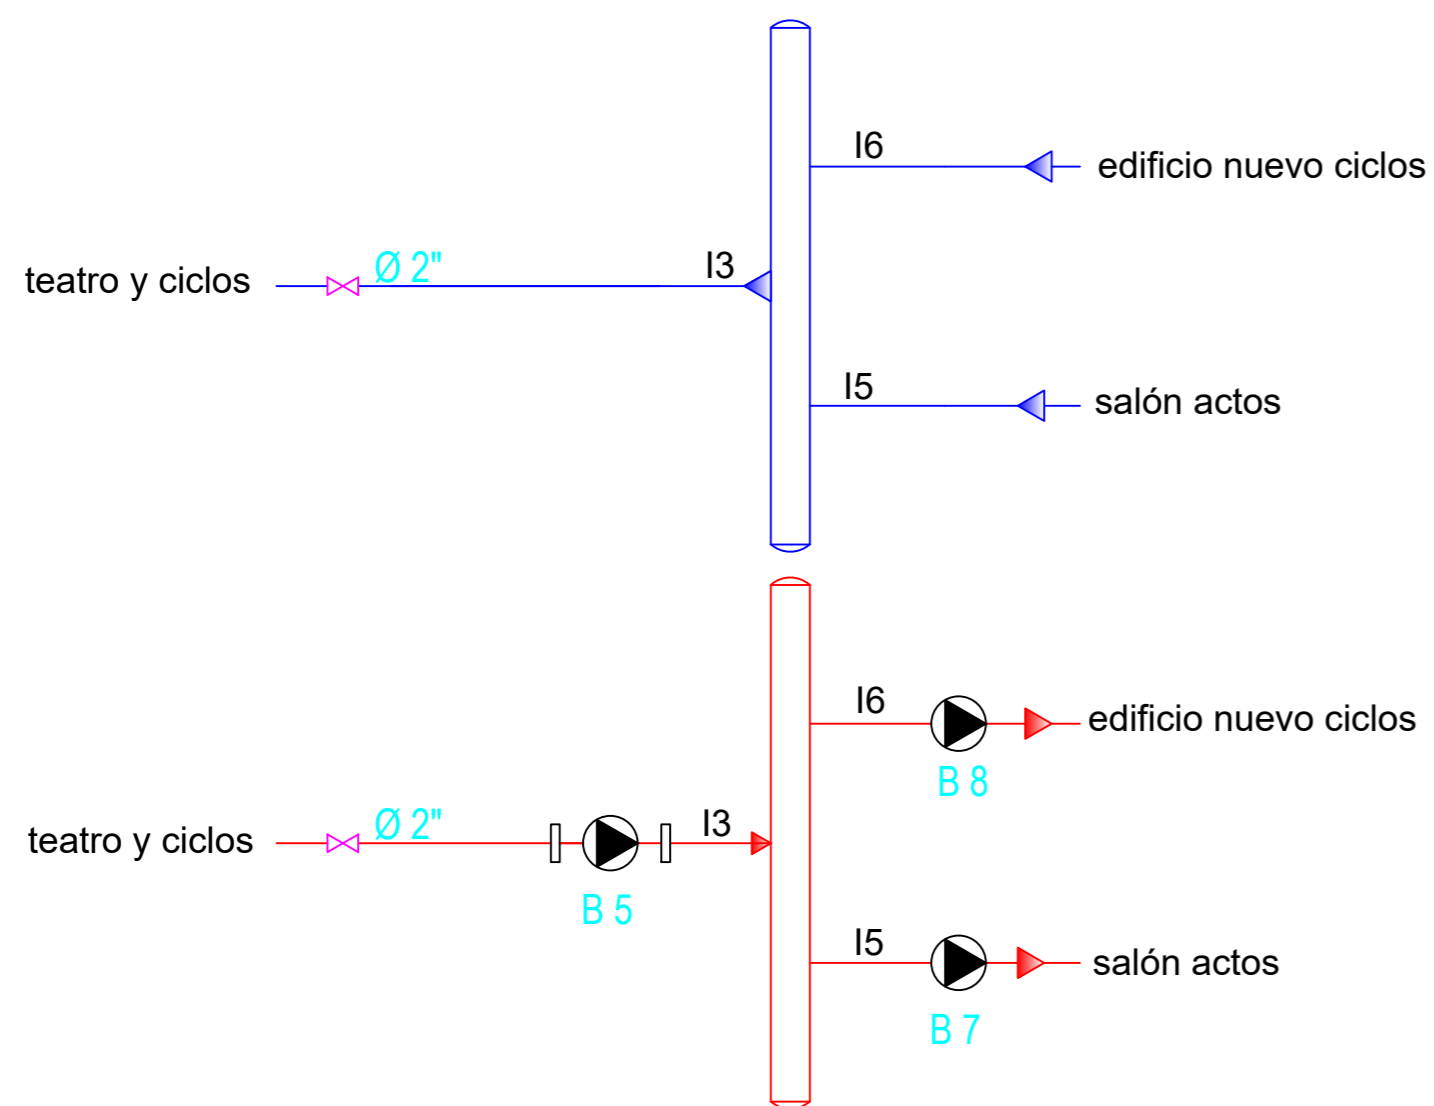 I6
edificio nuevo ciclos
teatro y ciclos
Ø 2"
I3
I5
salón actos
I6
edificio nuevo ciclos
B 8
teatro y ciclos
Ø 2"
I3
B 5
I5
salón actos
B 7